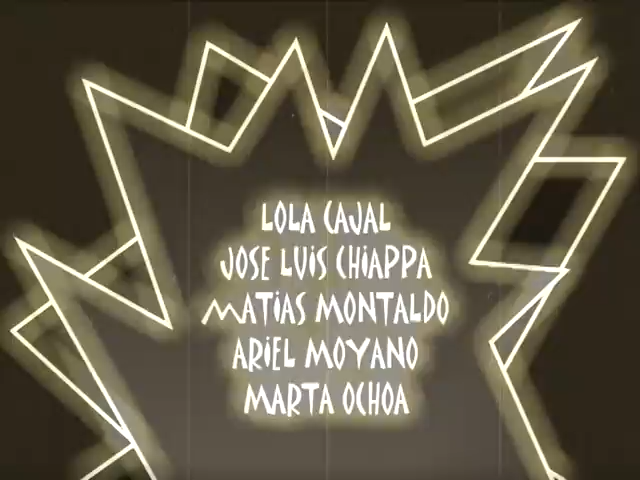 LOLA CAJAL
JOSE LUiS CHiAPPA
MATiAS MONTALDO
ARiEL MOYANO
MARTA OCHOA